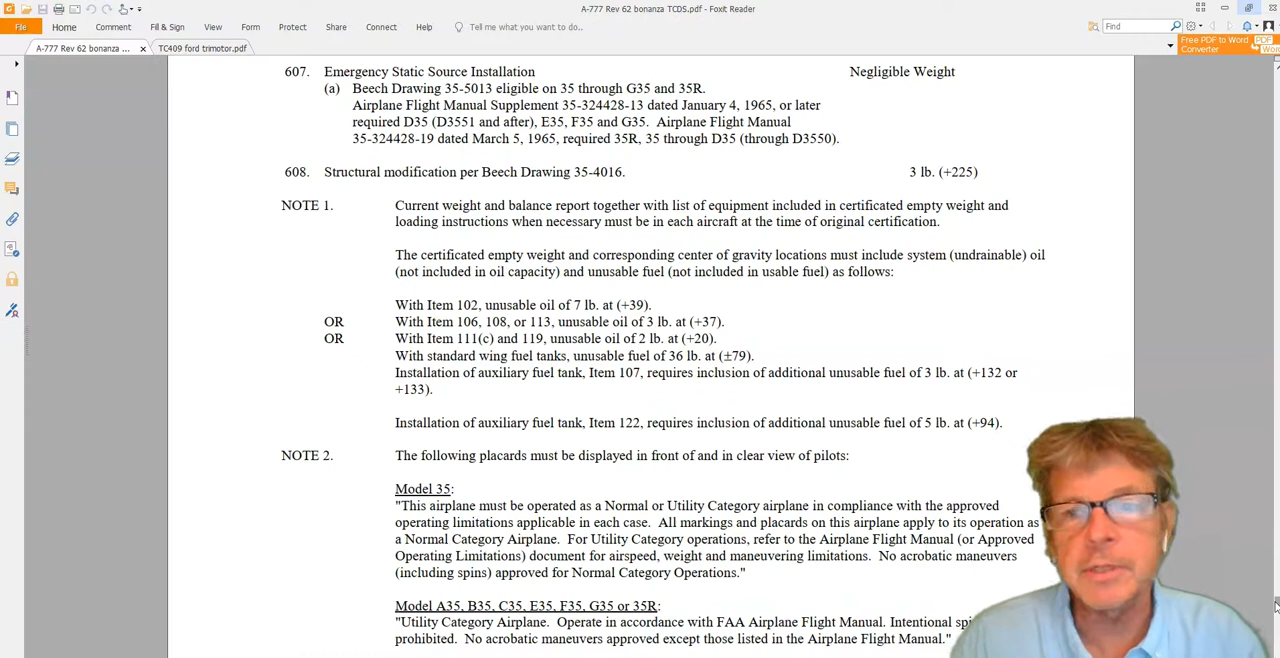 A-777 Rev 62 bonanza TCDS.pdf - Foxit Reader
File Home Comment Fill & Sign View Form Protect Share Connect Help Tell me what you want to do... Find
A-777 Rev 62 bonanza ... TC409 ford trimotor.pdf
Free PDF to Word
Converter
607. Emergency Static Source Installation Negligible Weight
(a) Beech Drawing 35-5013 eligible on 35 through G35 and 35R.
Airplane Flight Manual Supplement 35-324428-13 dated January 4, 1965, or later
required D35 (D3551 and after), E35, F35 and G35. Airplane Flight Manual
35-324428-19 dated March 5, 1965, required 35R, 35 through D35 (through D3550).
608. Structural modification per Beech Drawing 35-4016. 3 lb. (+225)
NOTE 1. Current weight and balance report together with list of equipment included in certificated empty weight and
loading instructions when necessary must be in each aircraft at the time of original certification.
The certificated empty weight and corresponding center of gravity locations must include system (undrainable) oil
(not included in oil capacity) and unusable fuel (not included in usable fuel) as follows:
With Item 102, unusable oil of 7 lb. at (+39).
OR With Item 106, 108, or 113, unusable oil of 3 lb. at (+37).
OR With Item 111(c) and 119, unusable oil of 2 lb. at (+20).
With standard wing fuel tanks, unusable fuel of 36 lb. at (±79).
Installation of auxiliary fuel tank, Item 107, requires inclusion of additional unusable fuel of 3 lb. at (+132 or
+133).
Installation of auxiliary fuel tank, Item 122, requires inclusion of additional unusable fuel of 5 lb. at (+94).
NOTE 2. The following placards must be displayed in front of and in clear view of pilots:
Model 35:
"This airplane must be operated as a Normal or Utility Category airplane in compliance with the approved
operating limitations applicable in each case. All markings and placards on this airplane apply to its operation as
a Normal Category Airplane. For Utility Category operations, refer to the Airplane Flight Manual (or Approved
Operating Limitations) document for airspeed, weight and maneuvering limitations. No acrobatic maneuvers
(including spins) approved for Normal Category Operations."
Model A35, B35, C35, E35, F35, G35 or 35R:
"Utility Category Airplane. Operate in accordance with FAA Airplane Flight Manual. Intentional
prohibited. No acrobatic maneuvers approved except those listed in the Airplane Flight Manual."